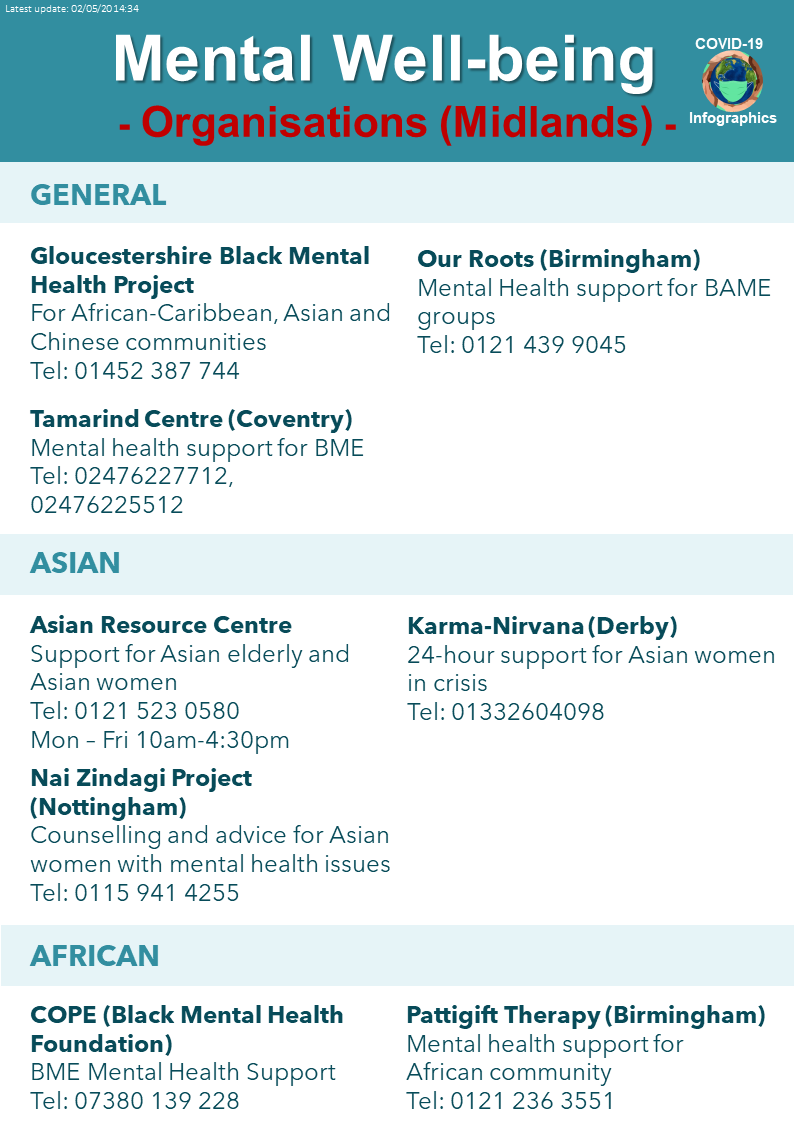 Latest update: 02/05/2014:34
Mental Well-being
- Organisations (Midlands) -
COVID-19
Infographics
GENERAL
Gloucestershire Black Mental
Health Project
For African-Caribbean, Asian and
Chinese communities
Tel: 01452 387 744
Our Roots (Birmingham)
Mental Health support for BAME
groups
Tel: 0121 439 9045
Tamarind Centre (Coventry)
Mental health support for BME
Tel: 02476227712,
02476225512
ASIAN
Asian Resource Centre
Support for Asian elderly and
Asian women
Tel: 0121 523 0580
Mon – Fri 10am-4:30pm
Karma-Nirvana (Derby)
24-hour support for Asian women
in crisis
Tel: 01332604098
Nai Zindagi Project
(Nottingham)
Counselling and advice for Asian
women with mental health issues
Tel: 0115 941 4255
AFRICAN
COPE (Black Mental Health
Foundation)
BME Mental Health Support
Tel: 07380 139 228
Pattigift Therapy (Birmingham)
Mental health support for
African community
Tel: 0121 236 3551